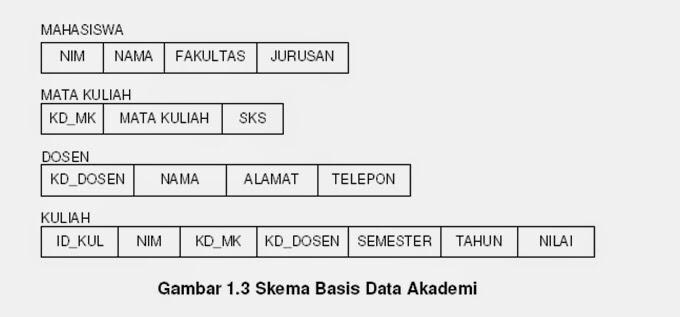 MAHASISWA
NIM NAMA FAKULTAS JURUSAN
MATA KULIAH
KD_MK MATA KULIAH SKS
DOSEN
KD_DOSEN NAMA ALAMAT TELEPON
KULIAH
ID_KUL NIM KD_MK KD_DOSEN SEMESTER TAHUN NILAI
Gambar 1.3 Skema Basis Data Akademi